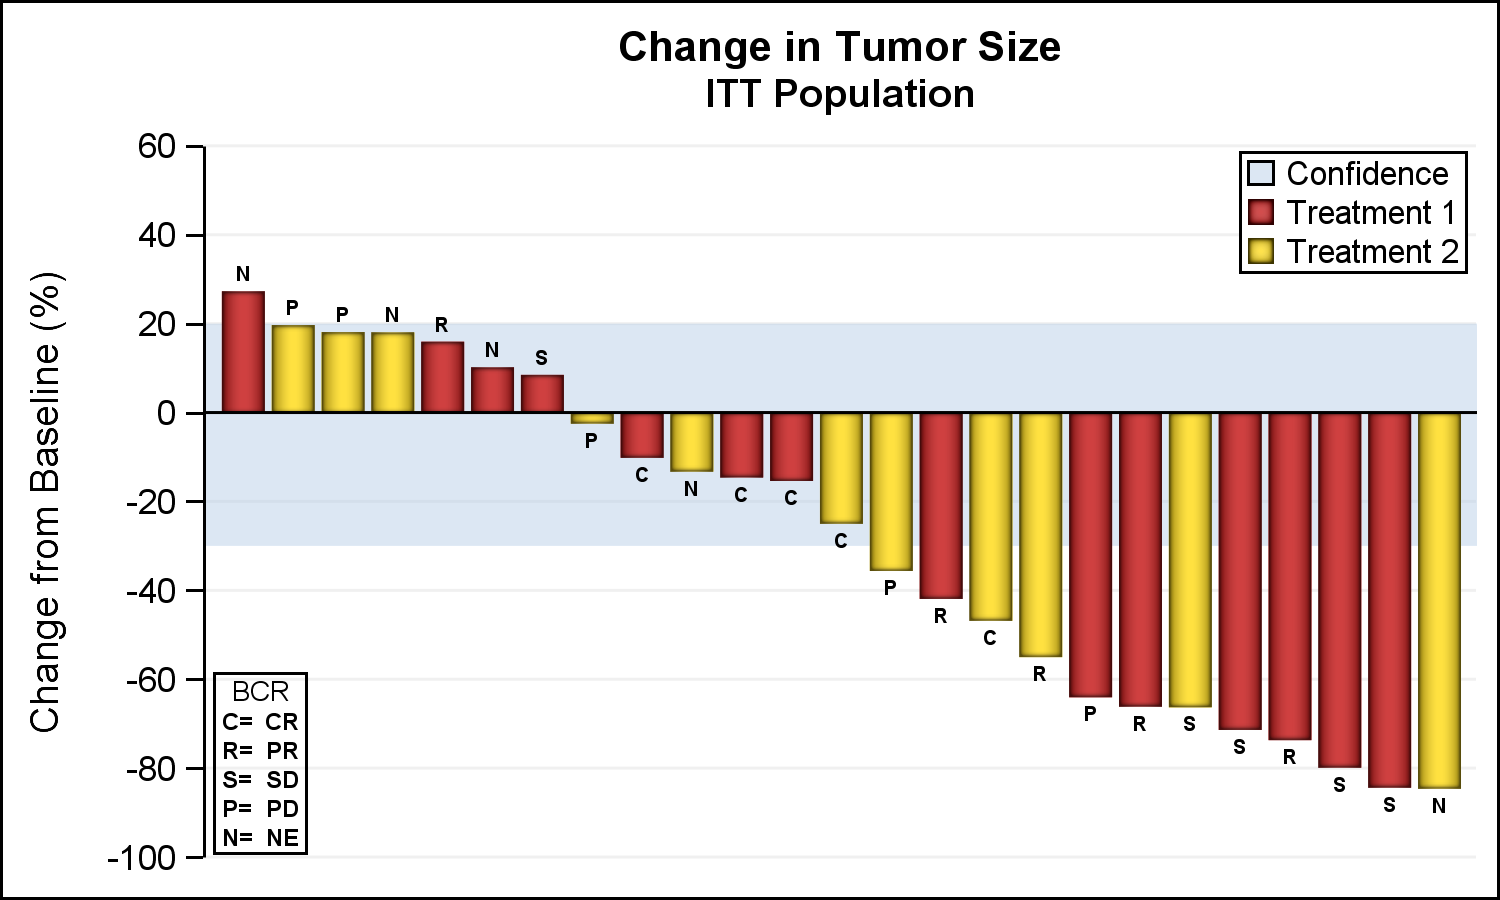 Change in Tumor Size
ITT Population
Change from Baseline (%)
60
40
20
0
-20
-40
-60
-80
-100
Confidence
Treatment 1
Treatment 2
N
P
P
N
R
N
S
P
C
N
C
C
C
P
R
C
R
P
R
S
S
R
S
S
N
BCR
C= CR
R= PR
S= SD
P= PD
N= NE